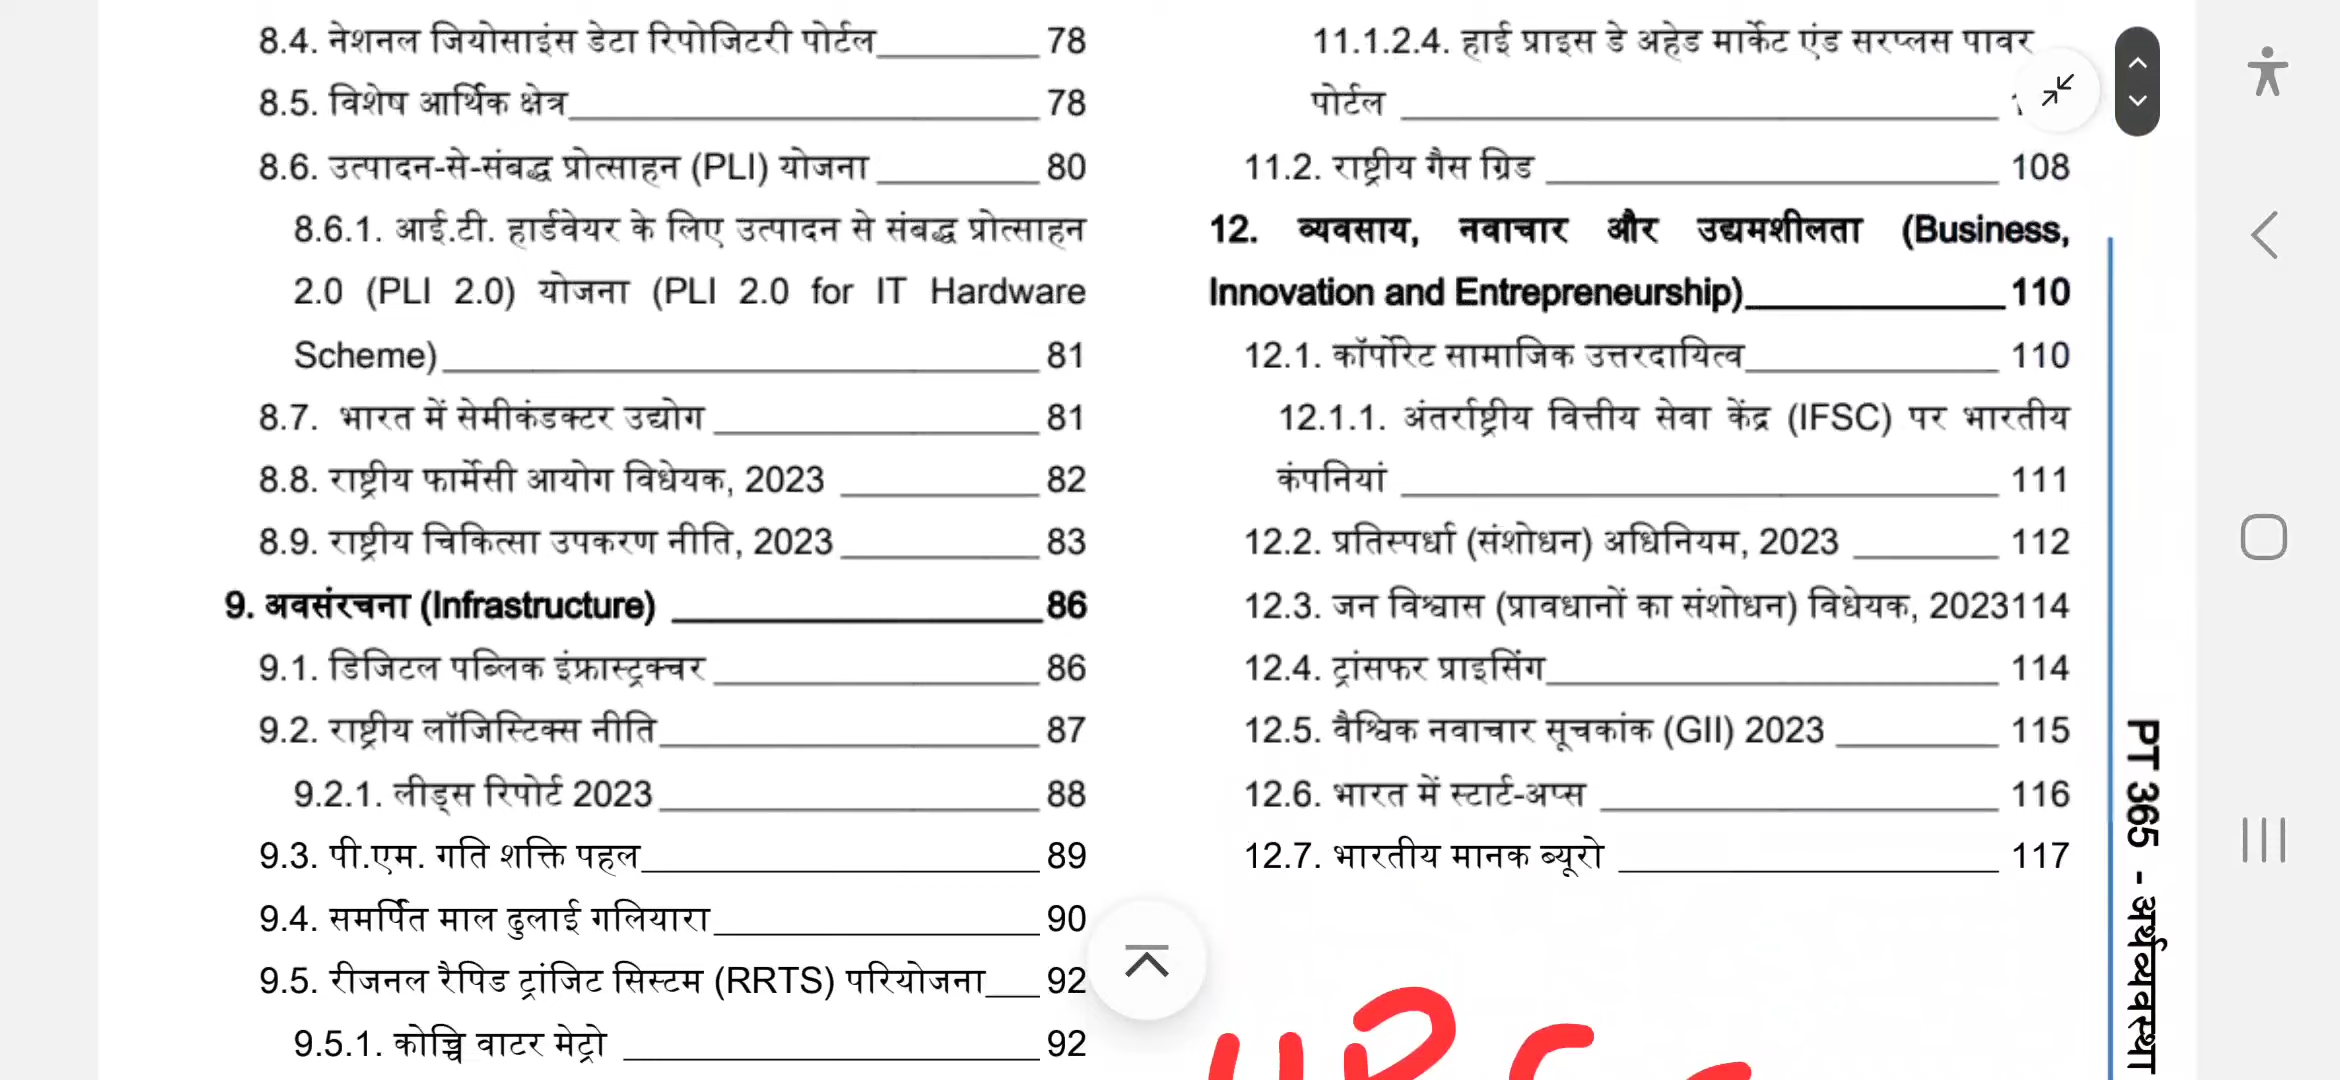 8.4. नेशनल जियोसाइंस डेटा रिपोजिटरी पोर्टल 78
8.5. विशेष आर्थिक क्षेत्र 78
8.6. उत्पादन-से-संबद्ध प्रोत्साहन (PLI) योजना 80
8.6.1. आई.टी. हार्डवेयर के लिए उत्पादन से संबद्ध प्रोत्साहन
2.0 (PLI 2.0) योजना (PLI 2.0 for IT Hardware
Scheme) 81
8.7. भारत में सेमीकंडक्टर उद्योग 81
8.8. राष्ट्रीय फार्मेसी आयोग विधेयक, 2023 82
8.9. राष्ट्रीय चिकित्सा उपकरण नीति, 2023 83
9. अवसंरचना (Infrastructure) 86
9.1. डिजिटल पब्लिक इंफ्रास्ट्रक्चर 86
9.2. राष्ट्रीय लॉजिस्टिक्स नीति 87
9.2.1. लीड्स रिपोर्ट 2023 88
9.3. पी.एम. गति शक्ति पहल 89
9.4. समर्पित माल ढुलाई गलियारा 90
9.5. रीजनल रैपिड ट्रांजिट सिस्टम (RRTS) परियोजना 92
9.5.1. कोच्चि वाटर मेट्रो 92
11.1.2.4. हाई प्राइस डे अहेड मार्केट एंड सरप्लस पावर
पोर्टल
11.2. राष्ट्रीय गैस ग्रिड 108
12. व्यवसाय, नवाचार और उद्यमशीलता (Business,
Innovation and Entrepreneurship) 110
12.1. कॉर्पोरेट सामाजिक उत्तरदायित्व 110
12.1.1. अंतर्राष्ट्रीय वित्तीय सेवा केंद्र (IFSC) पर भारतीय
कंपनियां 111
12.2. प्रतिस्पर्धा (संशोधन) अधिनियम, 2023 112
12.3. जन विश्वास (प्रावधानों का संशोधन) विधेयक, 2023114
12.4. ट्रांसफर प्राइसिंग 114
12.5. वैश्विक नवाचार सूचकांक (GII) 2023 115
12.6. भारत में स्टार्ट-अप्स 116
12.7. भारतीय मानक ब्यूरो 117
PT 365 - अर्थव्यवस्था